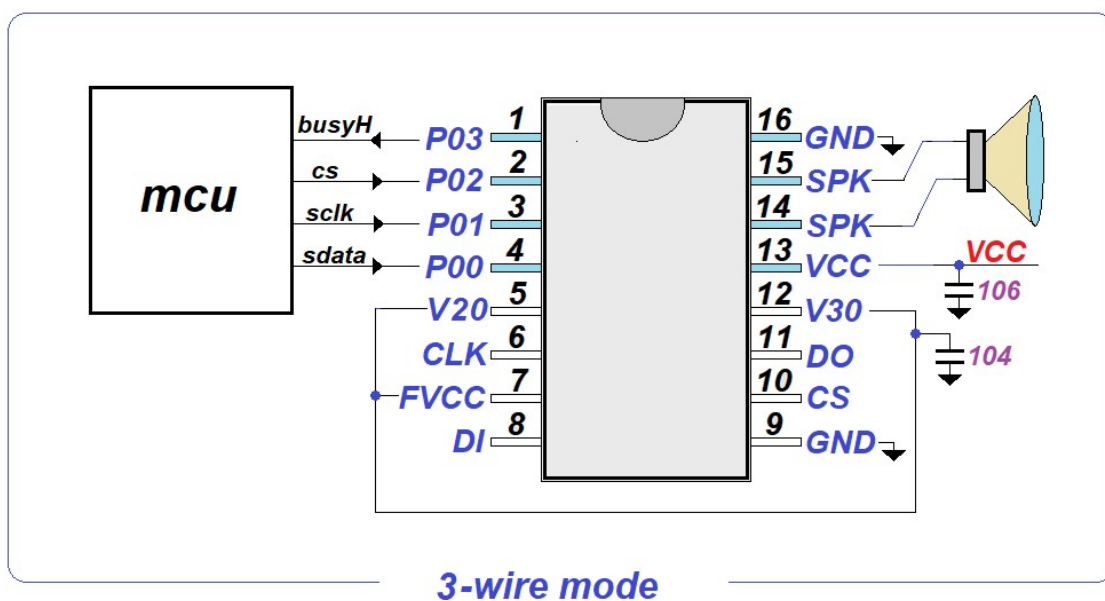 mcu
busyH
cs
sclk
sdata
P03 1
P02 2
P01 3
P00 4
V20 5
CLK 6
FVCC 7
DI 8
16 GND
15 SPK
14 SPK
13 VCC
12 V30
11 DO
10 CS
9 GND
VCC
106
104
3-wire mode